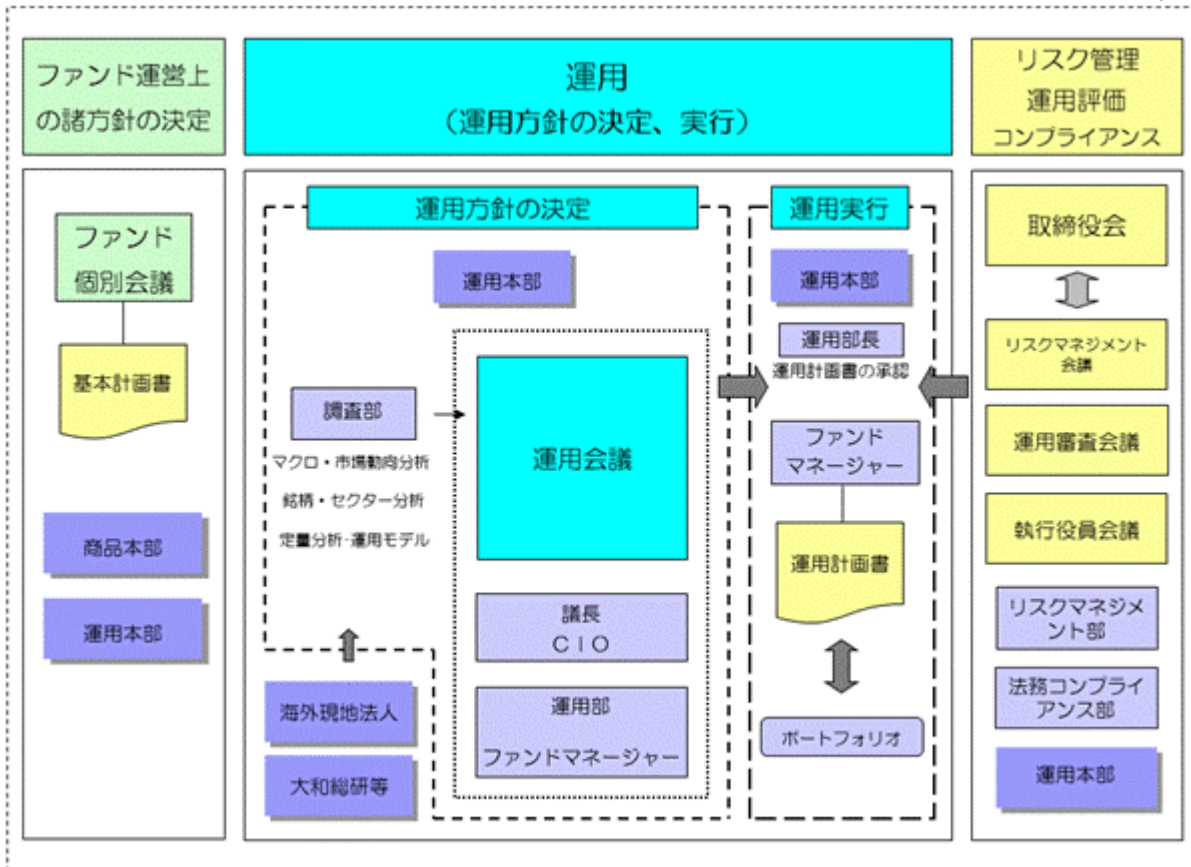 ファンド運営上
の諸方針の決定
運用
（運用方針の決定、実行）
リスク管理
運用評価
コンプライアンス
ファンド
個別会議
基本計画書
商品本部
運用本部
運用方針の決定
運用本部
調査部
マクロ・市場動向分析
銘柄・セクター分析
定量分析・運用モデル
運用会議
議長
ＣＩＯ
運用部
ファンドマネージャー
海外現地法人
大和総研等
運用実行
運用本部
運用部長
運用計画書の承認
ファンド
マネージャー
運用計画書
ポートフォリオ
取締役会
リスクマネジメント
会議
運用審査会議
執行役員会議
リスクマネジメ
ント部
法務コンプライ
アンス部
運用本部